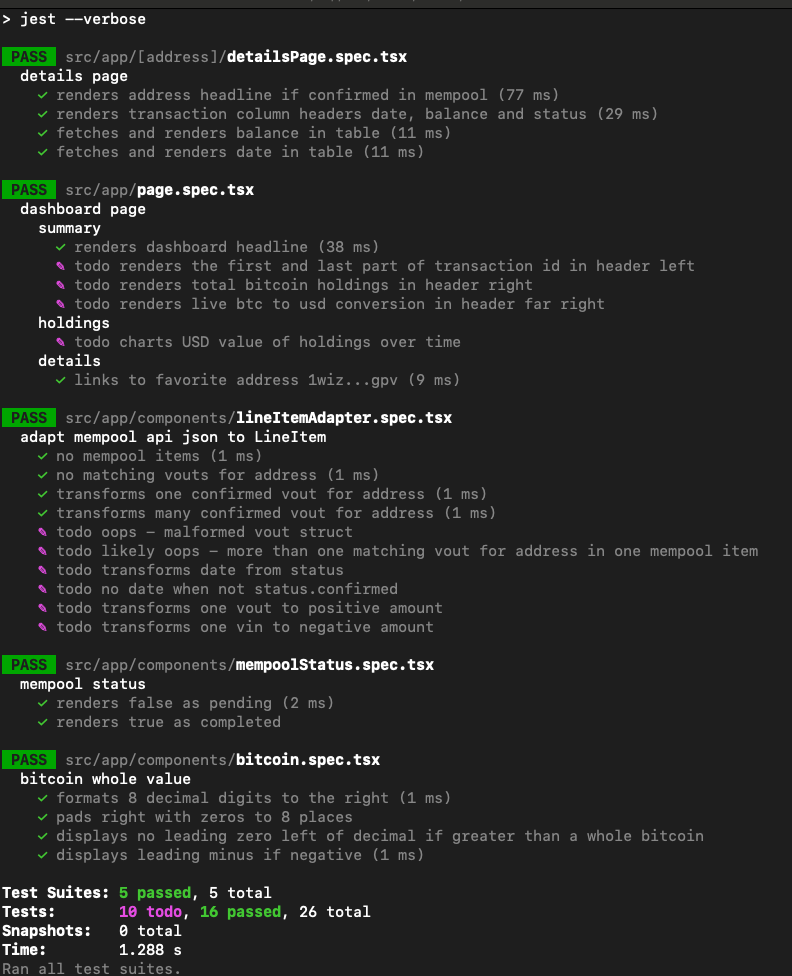 > jest --verbose
PASS src/app/[address]/detailsPage.spec.tsx
details page
✓ renders address headline if confirmed in mempool (77 ms)
✓ renders transaction column headers date, balance and status (29 ms)
✓ fetches and renders balance in table (11 ms)
✓ fetches and renders date in table (11 ms)
PASS src/app/page.spec.tsx
dashboard page
summary
✓ renders dashboard headline (38 ms)
✎ todo renders the first and last part of transaction id in header left
✎ todo renders total bitcoin holdings in header right
✎ todo renders live btc to usd conversion in header far right
holdings
✎ todo charts USD value of holdings over time
details
✓ links to favorite address 1wiz...gpv (9 ms)
PASS src/app/components/lineItemAdapter.spec.tsx
adapt mempool api json to LineItem
✓ no mempool items (1 ms)
✓ no matching vouts for address (1 ms)
✓ transforms one confirmed vout for address (1 ms)
✓ transforms many confirmed vout for address (1 ms)
✎ todo oops – malformed vout struct
✎ todo likely oops – more than one matching vout for address in one mempool item
✎ todo transforms date from status
✎ todo no date when not status.confirmed
✎ todo transforms one vout to positive amount
✎ todo transforms one vin to negative amount
PASS src/app/components/mempoolStatus.spec.tsx
mempool status
✓ renders false as pending (2 ms)
✓ renders true as completed
PASS src/app/components/bitcoin.spec.tsx
bitcoin whole value
✓ formats 8 decimal digits to the right (1 ms)
✓ pads right with zeros to 8 places
✓ displays no leading zero left of decimal if greater than a whole bitcoin
✓ displays leading minus if negative (1 ms)
Test Suites: 5 passed, 5 total
Tests: 10 todo, 16 passed, 26 total
Snapshots: 0 total
Time: 1.288 s
Ran all test suites.